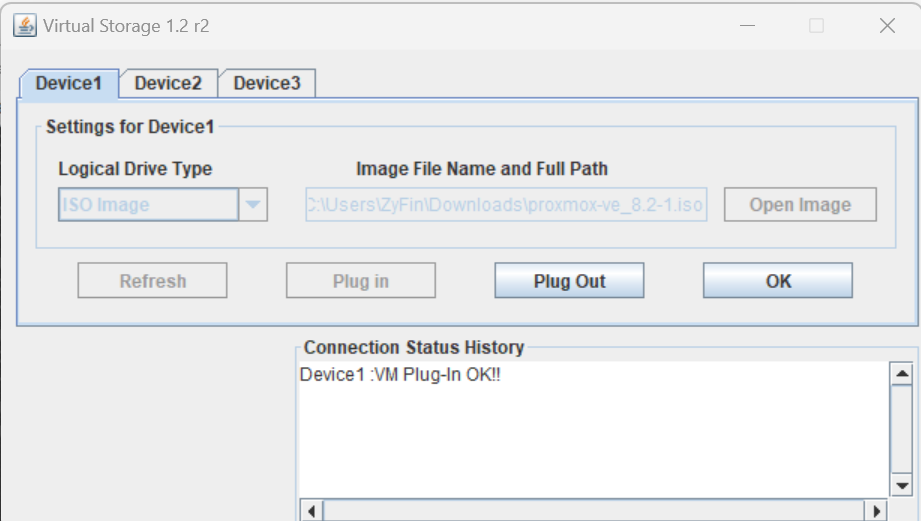 Virtual Storage 1.2 r2
Device1 Device2 Device3
Settings for Device1
Logical Drive Type Image File Name and Full Path
ISO Image C:\Users\ZyFin\Downloads\proxmox-ve_8.2-1.iso Open Image
Refresh Plug in Plug Out OK
Connection Status History
Device1 :VM Plug-In OK!!